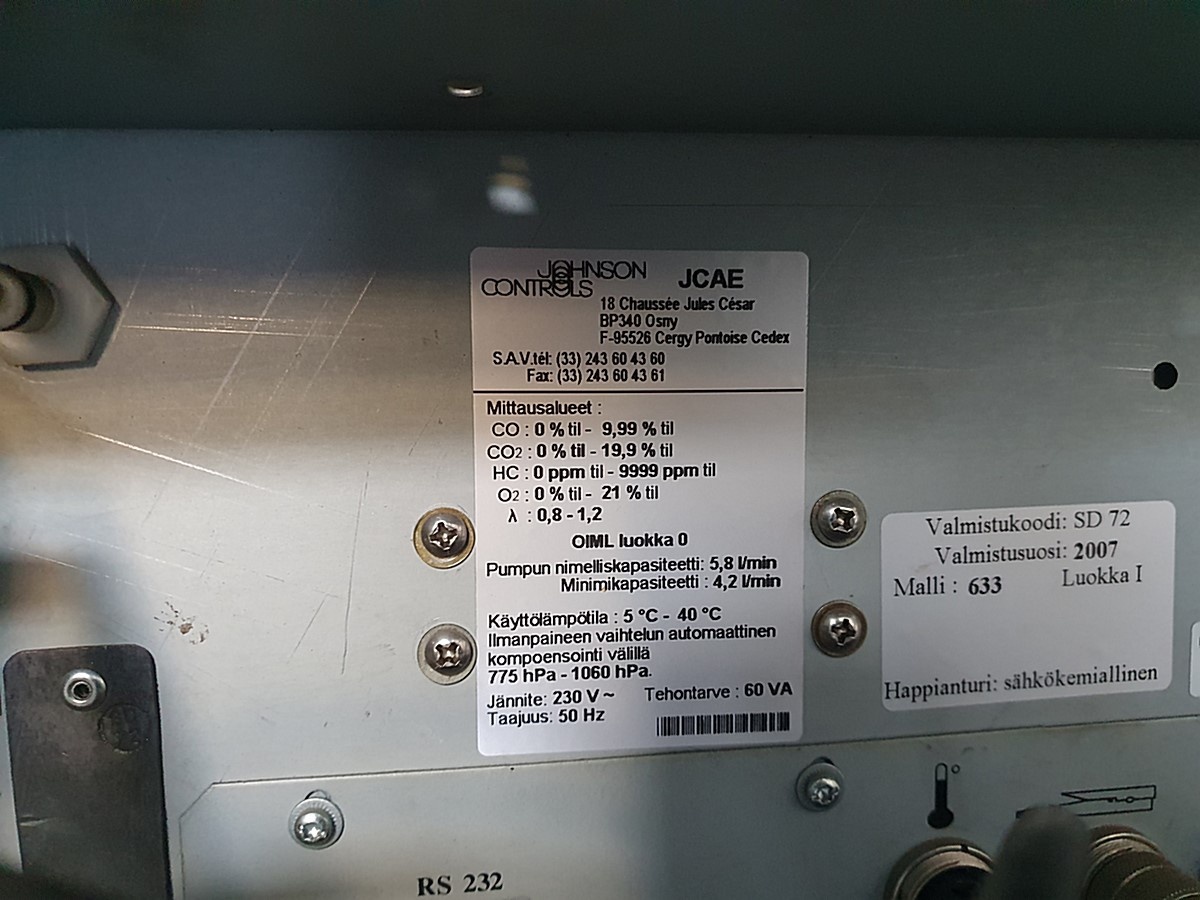 JOHNSON
CONTROLS
JCAE
18 Chaussée Jules César
BP340 Osny
F-95526 Cergy Pontoise Cedex
S.A.V.tél: (33) 243 60 43 60
Fax: (33) 243 60 43 61
Mittausalueet :
CO : 0 % til - 9,99 % til
CO2 : 0 % til - 19,9 % til
HC : 0 ppm til - 9999 ppm til
O2 : 0 % til - 21 % til
λ : 0,8 - 1,2
OIML luokka 0
Pumpun nimelliskapasiteetti: 5,8 l/min
Minimikapasiteetti : 4,2 l/min
Käyttölämpötila : 5 °C - 40 °C
Ilmanpaineen vaihtelun automaattinen
kompoensointi välillä
775 hPa - 1060 hPa.
Jännite: 230 V ~ Tehontarve : 60 VA
Taajuus: 50 Hz
Valmistukoodi: SD 72
Valmistusuosi: 2007
Malli : 633 Luokka I
Happianturi: sähkökemiallinen
RS 232